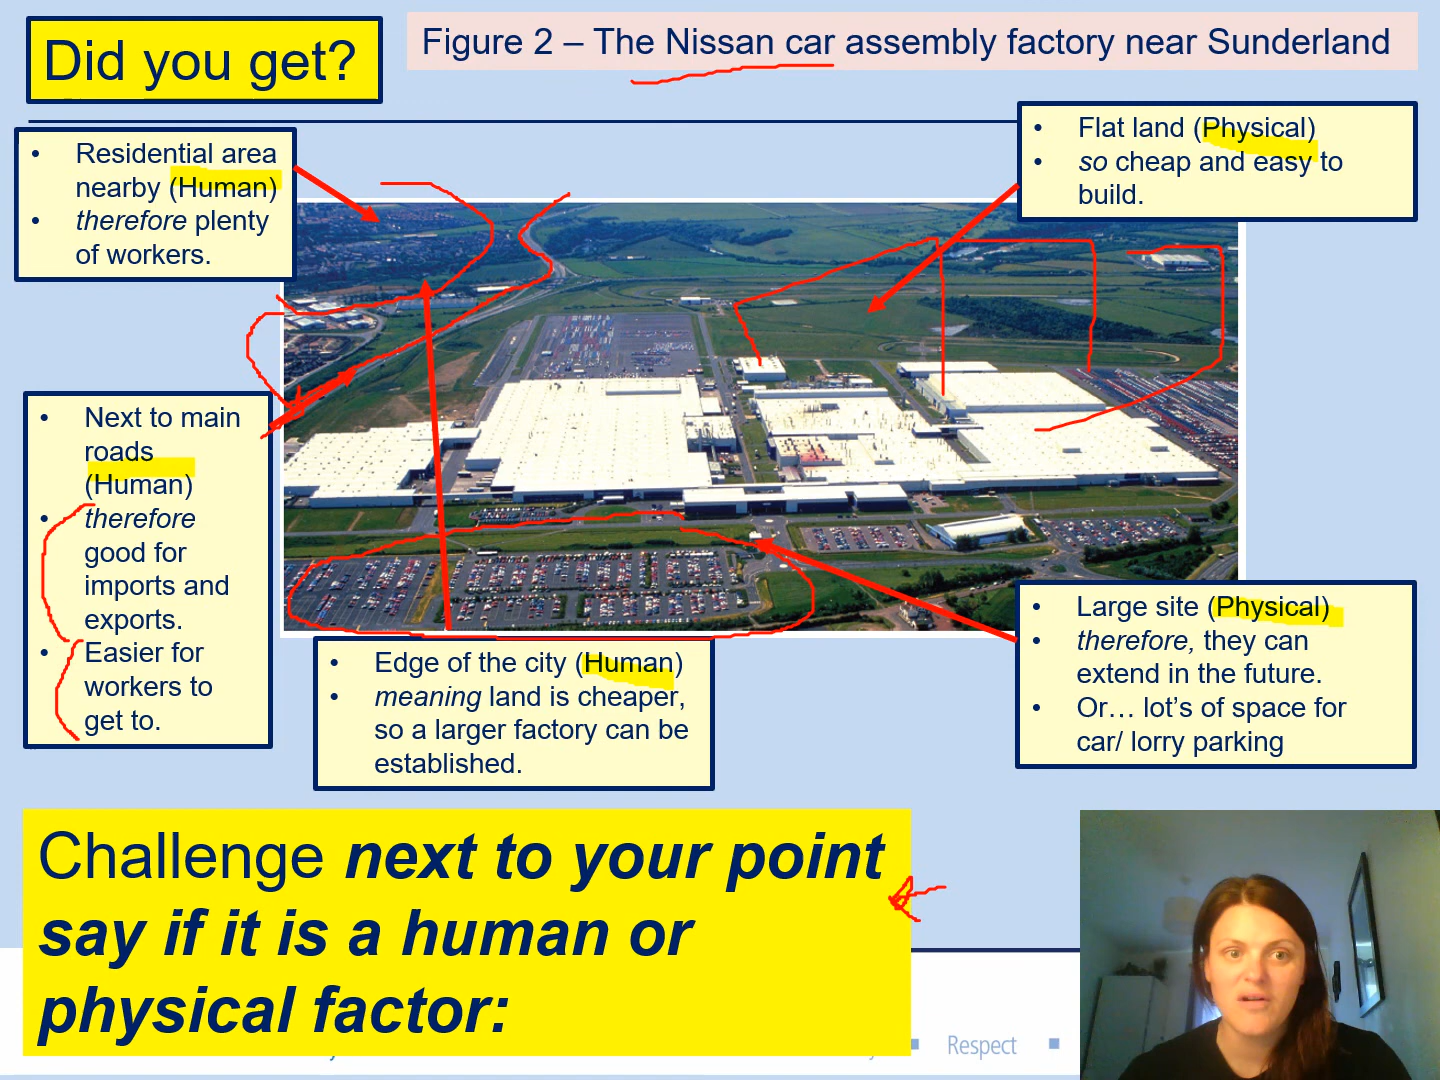 Did you get?
Figure 2 – The Nissan car assembly factory near Sunderland
• Residential area
nearby (Human)
• therefore plenty
of workers.
• Flat land (Physical)
• so cheap and easy to
build.
• Next to main
roads
(Human)
• therefore
good for
imports and
exports.
• Easier for
workers to
get to.
• Edge of the city (Human)
• meaning land is cheaper,
so a larger factory can be
established.
• Large site (Physical)
• therefore, they can
extend in the future.
• Or… lot's of space for
car/ lorry parking
Challenge next to your point
say if it is a human or
physical factor:
Respect